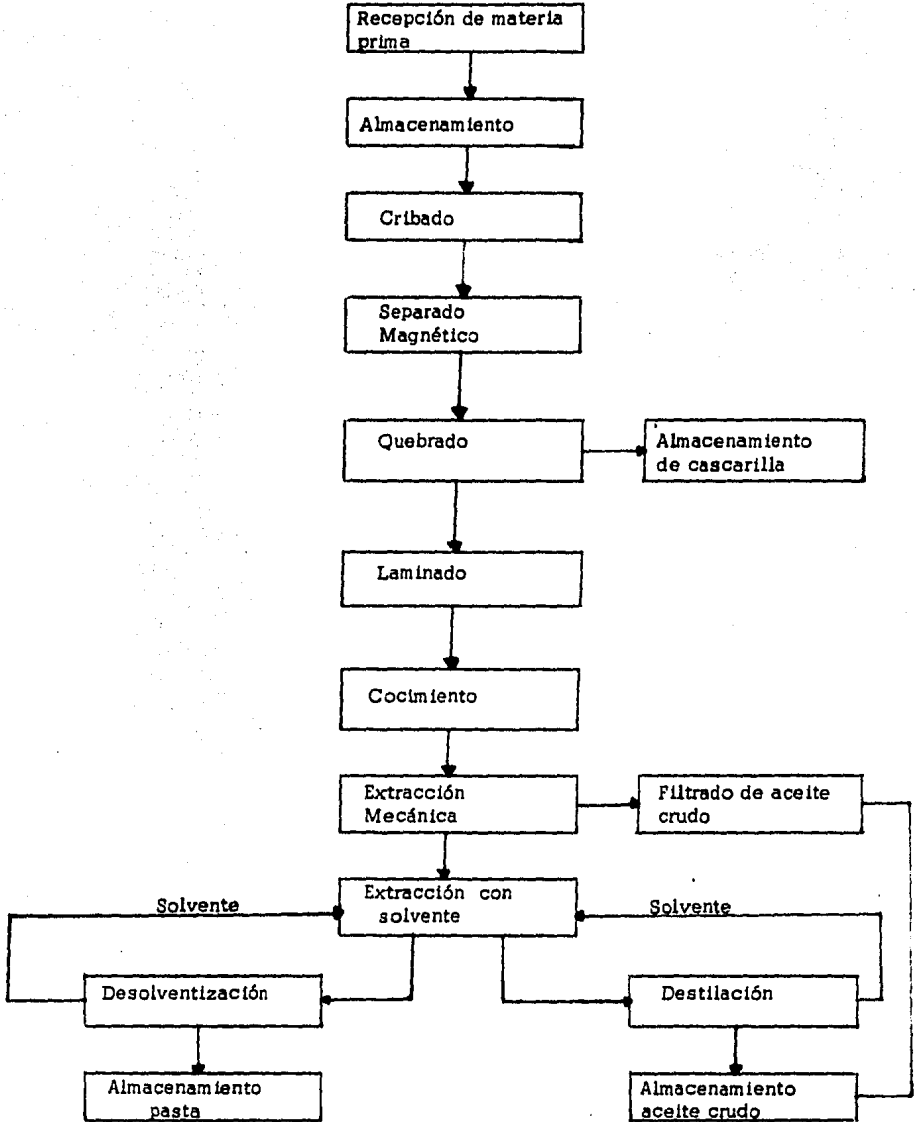 Recepción de materia
prima
Almacenamiento
Cribado
Separado
Magnético
Quebrado
Almacenamiento
de cascarilla
Laminado
Cocimiento
Extracción
Mecánica
Filtrado de aceite
crudo
Extracción con
solvente
Solvente
Solvente
Desolventización
Destilación
Almacenamiento
pasta
Almacenamiento
aceite crudo